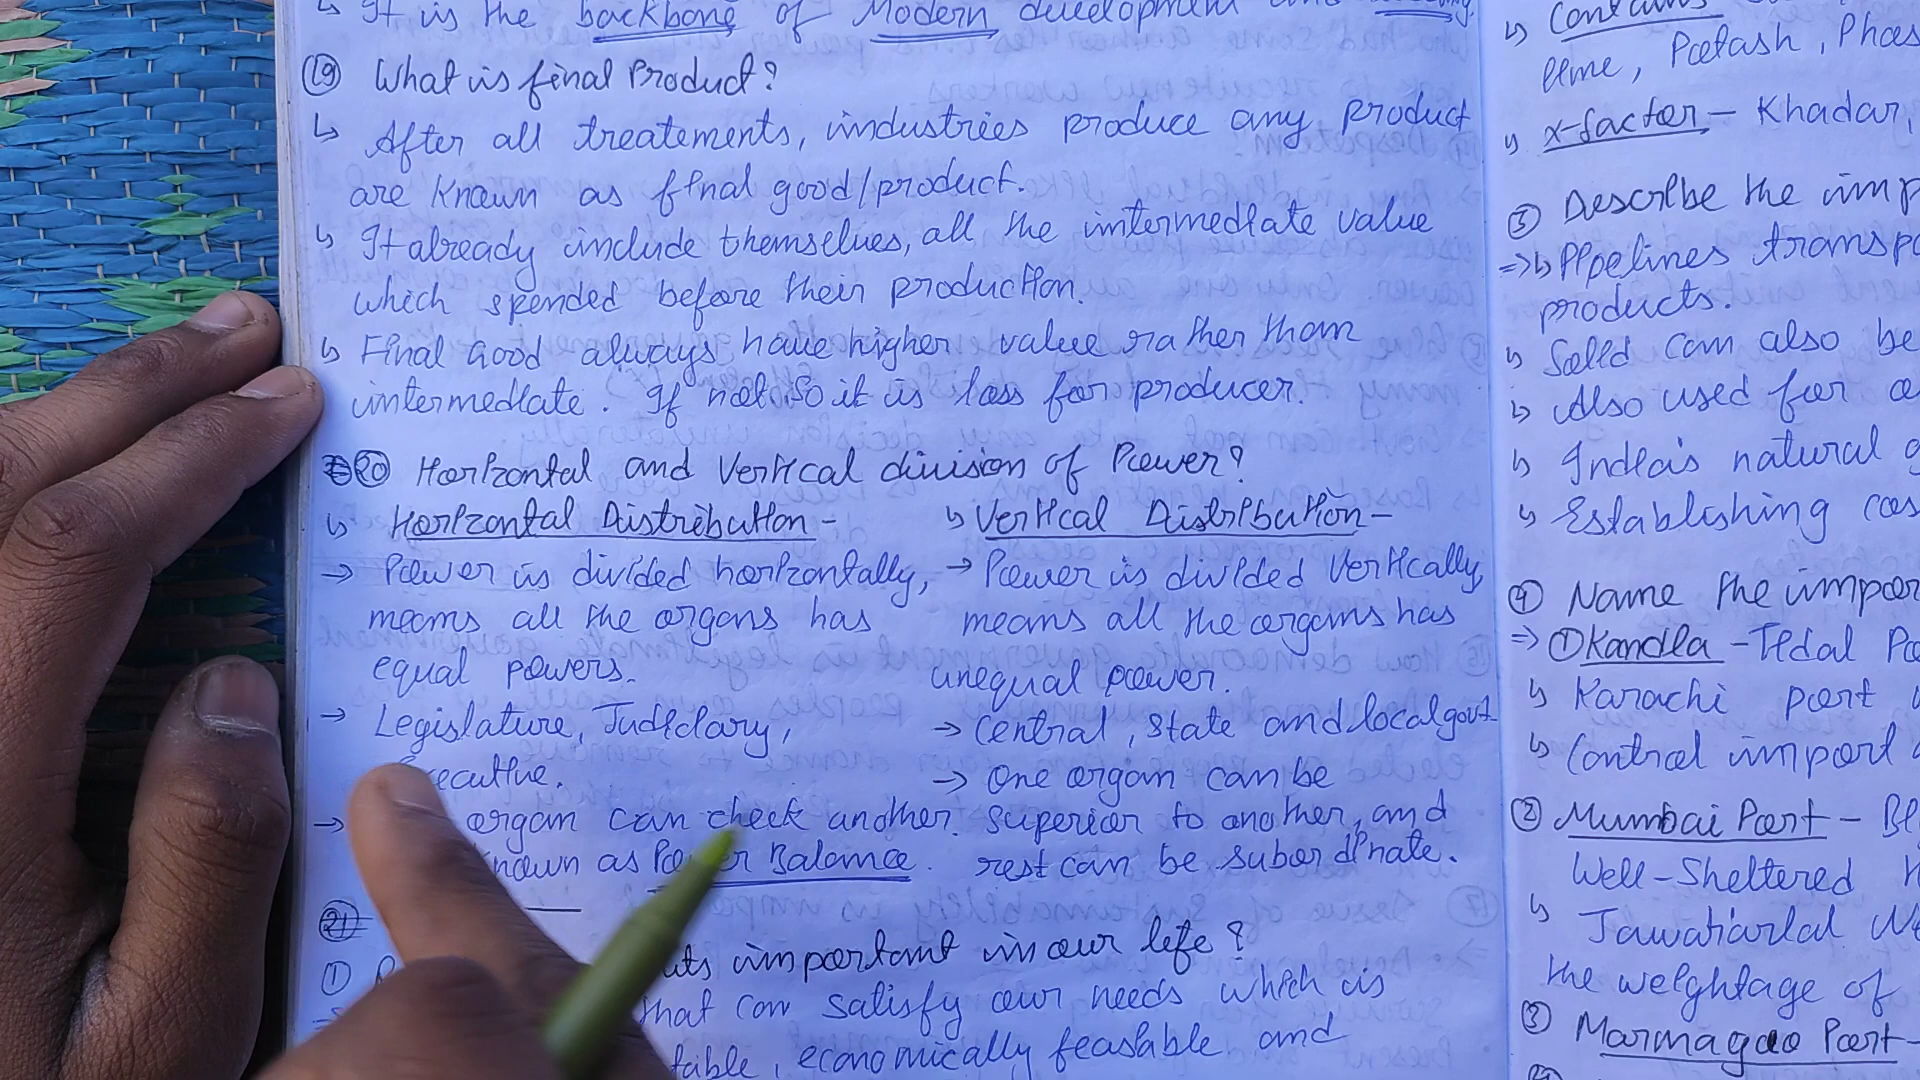 ↳ It is the backbone of Modern development and
(19) What is final Product?
↳ After all treatements, industries produce any product
are known as final good/product.
↳ It already include themselves, all the intermediate value
which spended before their production.
↳ Final Good always have higher value rather than
intermediate. If not so it is loss for producer.
(20) Horizontal and Vertical division of Power?
↳ Horizontal Distribution -
→ Power is divided horizontally,
means all the organs has
equal powers.
→ Legislature, Judiciary,
→ organ can check another.
known as Power Balance.
↳ Vertical Distribution -
→ Power is divided Vertically,
means all the organs has
unequal power.
→ Central, State and local govt
→ One organ can be
superior to another, and
rest can be subordinate.
(21)
(1) its important in our life?
that can satisfy our needs which is
economically feasable and
↳ Contains
lime, Potash, Phos
↳ x-factor - Khadar,
(3) Describe the imp
=>↳ Pipelines transpo
products.
↳ Solid can also be
↳ Also used for
↳ India's natural g
↳ Establishing cos
(4) Name the impor
=> (1) Kandla - Tidal Po
↳ Karachi port
↳ Control import
(2) Mumbai Port -
Well-Sheltered
↳ Jawaharlal
the weightage of
(3) Marmagao Port -